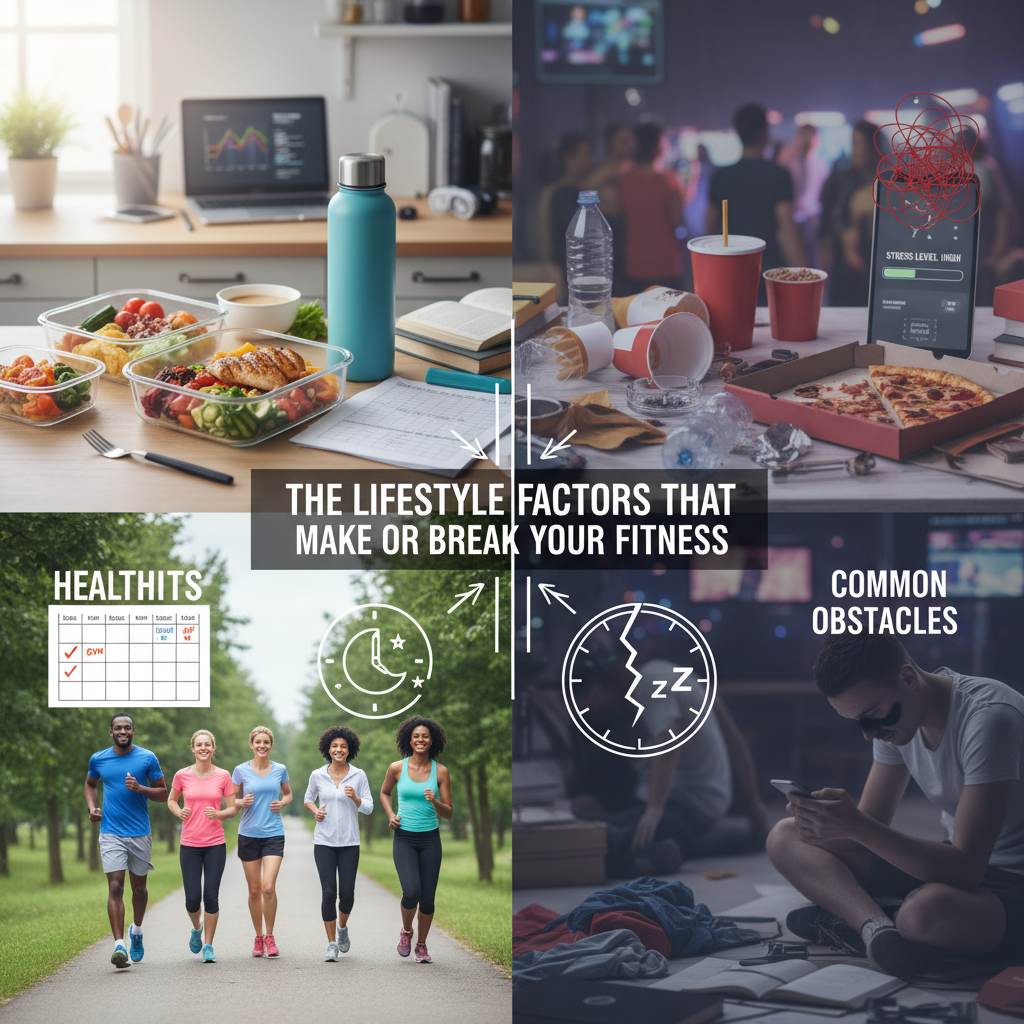 STRESS LEVEL: HIGH
THE LIFESTYLE FACTORS THAT
MAKE OR BREAK YOUR FITNESS
HEALTHITS
GYN
COMMON
OBSTACLES
z Z